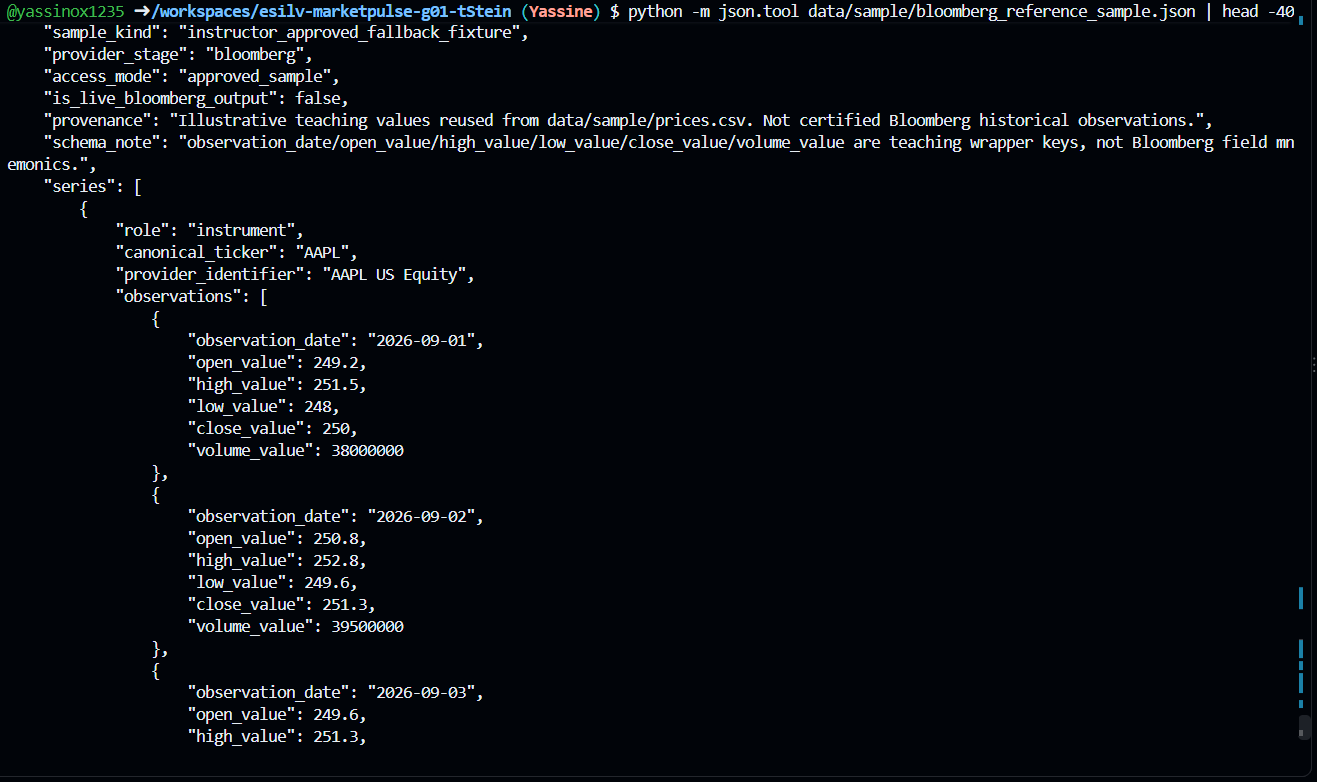 @yassinox1235 ➜/workspaces/esilv-marketpulse-g01-tStein (Yassine) $ python -m json.tool data/sample/bloomberg_reference_sample.json | head -40
    "sample_kind": "instructor_approved_fallback_fixture",
    "provider_stage": "bloomberg",
    "access_mode": "approved_sample",
    "is_live_bloomberg_output": false,
    "provenance": "Illustrative teaching values reused from data/sample/prices.csv. Not certified Bloomberg historical observations.",
    "schema_note": "observation_date/open_value/high_value/low_value/close_value/volume_value are teaching wrapper keys, not Bloomberg field mn
emonics.",
    "series": [
        {
            "role": "instrument",
            "canonical_ticker": "AAPL",
            "provider_identifier": "AAPL US Equity",
            "observations": [
                {
                    "observation_date": "2026-09-01",
                    "open_value": 249.2,
                    "high_value": 251.5,
                    "low_value": 248,
                    "close_value": 250,
                    "volume_value": 38000000
                },
                {
                    "observation_date": "2026-09-02",
                    "open_value": 250.8,
                    "high_value": 252.8,
                    "low_value": 249.6,
                    "close_value": 251.3,
                    "volume_value": 39500000
                },
                {
                    "observation_date": "2026-09-03",
                    "open_value": 249.6,
                    "high_value": 251.3,